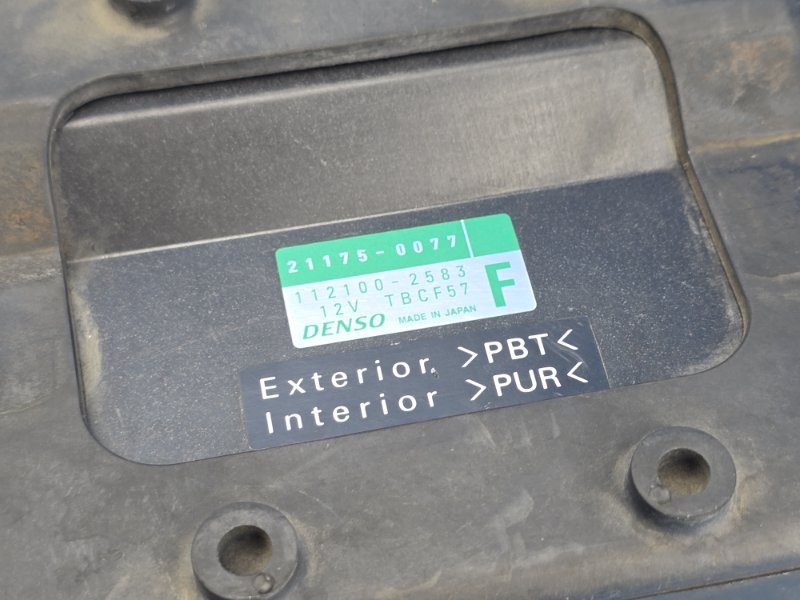 21175-0077
112100-2583
12V TBCF57
F
DENSO MADE IN JAPAN
Exterior >PBT<
Interior >PUR<